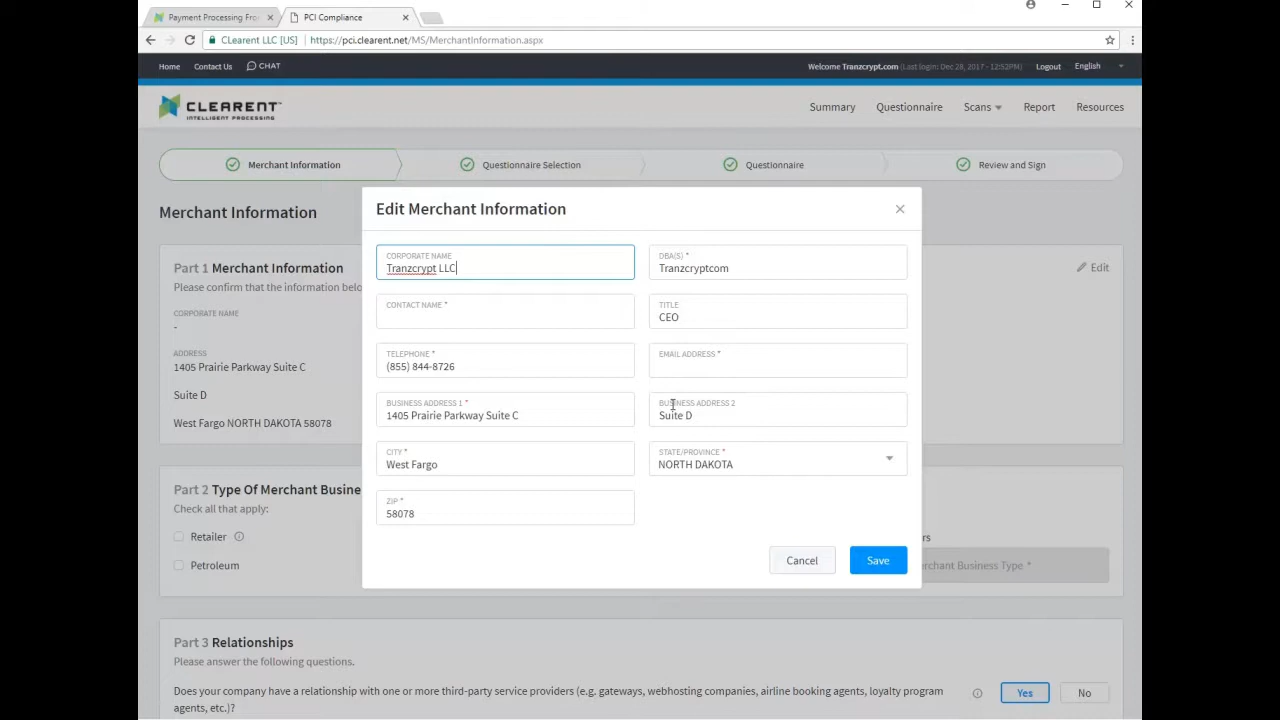 Payment Processing Fro
PCI Compliance
CLearent LLC [US]
https://pci.clearent.net/MS/MerchantInformation.aspx
Home
Contact Us
CHAT
Welcome Tranzcrypt.com (Last login: Dec 28, 2017 - 12:52PM)
Logout
English
CLEARENT
INTELLIGENT PROCESSING
Summary
Questionnaire
Scans
Report
Resources
Merchant Information
Questionnaire Selection
Questionnaire
Review and Sign
Merchant Information
Part 1 Merchant Information
Please confirm that the information belo
CORPORATE NAME
-
ADDRESS
1405 Prairie Parkway Suite C
Suite D
West Fargo NORTH DAKOTA 58078
Edit
Edit Merchant Information
CORPORATE NAME
Tranzcrypt LLC
DBA(S) *
Tranzcryptcom
CONTACT NAME *
TITLE
CEO
TELEPHONE *
(855) 844-8726
EMAIL ADDRESS *
BUSINESS ADDRESS 1 *
1405 Prairie Parkway Suite C
BUSINESS ADDRESS 2
Suite D
CITY *
West Fargo
STATE/PROVINCE *
NORTH DAKOTA
ZIP *
58078
Cancel
Save
Part 2 Type Of Merchant Busine
Check all that apply:
Retailer
Petroleum
rs
rchant Business Type *
Part 3 Relationships
Please answer the following questions.
Does your company have a relationship with one or more third-party service providers (e.g. gateways, webhosting companies, airline booking agents, loyalty program
agents, etc.)?
Yes
No